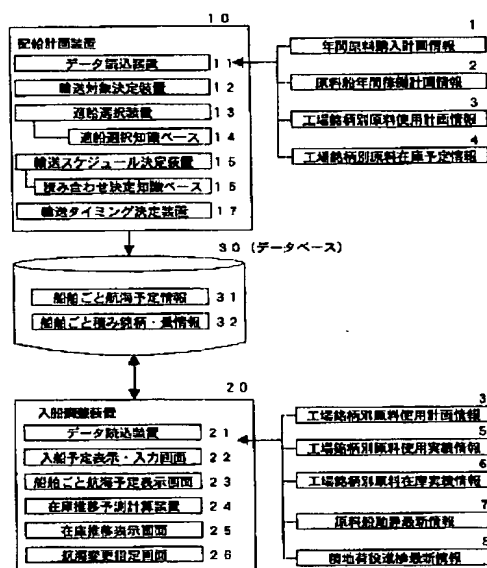 10
配船計画装置
データ読込装置 11
輸送対象決定装置 12
適船選択装置 13
適船選択知識ベース 14
輸送スケジュール決定装置 15
積み合わせ決定知識ベース 16
輸送タイミング決定装置 17
1
年間原料購入計画情報
2
原料船年間稼働計画情報
3
工場銘柄別原料使用計画情報
4
工場銘柄別原料在庫予定情報
30 (データベース)
船舶ごと航海予定情報 31
船舶ごと積み銘柄・量情報 32
20
入船調整装置
データ読込装置 21
入船予定表示・入力画面 22
船舶ごと航海予定表示画面 23
在庫推移予測計算装置 24
在庫推移表示画面 25
航海変更指定画面 26
3
工場銘柄別原料使用計画情報
5
工場銘柄別原料使用実績情報
6
工場銘柄別原料在庫実績情報
7
原料船動静最新情報
8
揚地荷役進捗最新情報